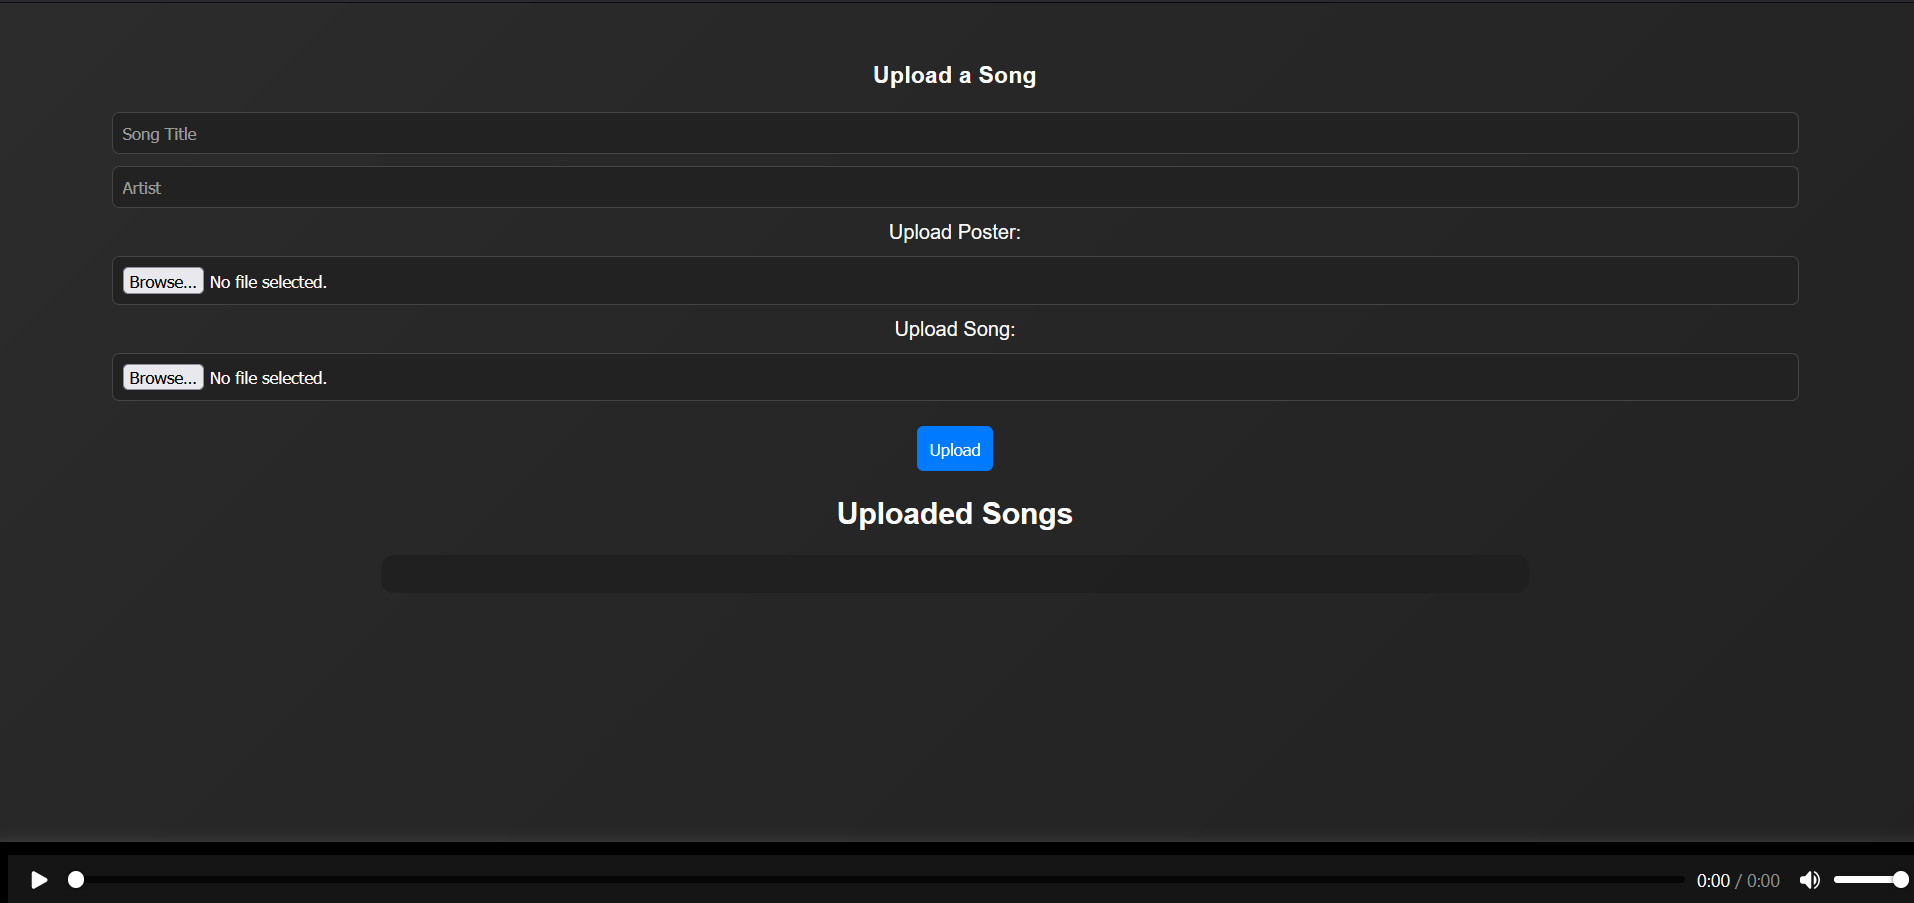 Upload a Song
Song Title
Artist
Upload Poster:
Browse... No file selected.
Upload Song:
Browse... No file selected.
Upload
Uploaded Songs
0:00 / 0:00